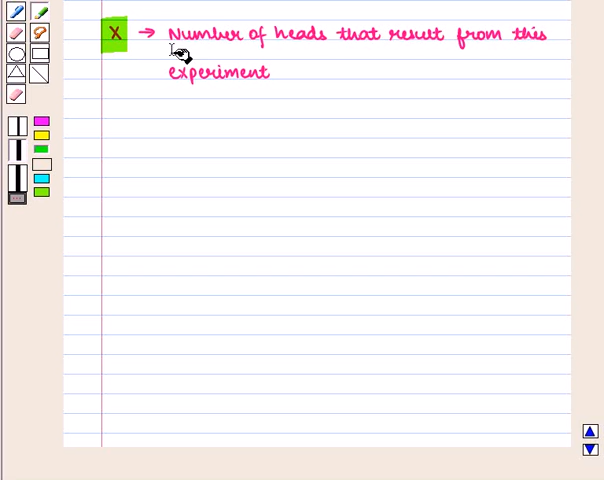 X → Number of heads that result from this
experiment